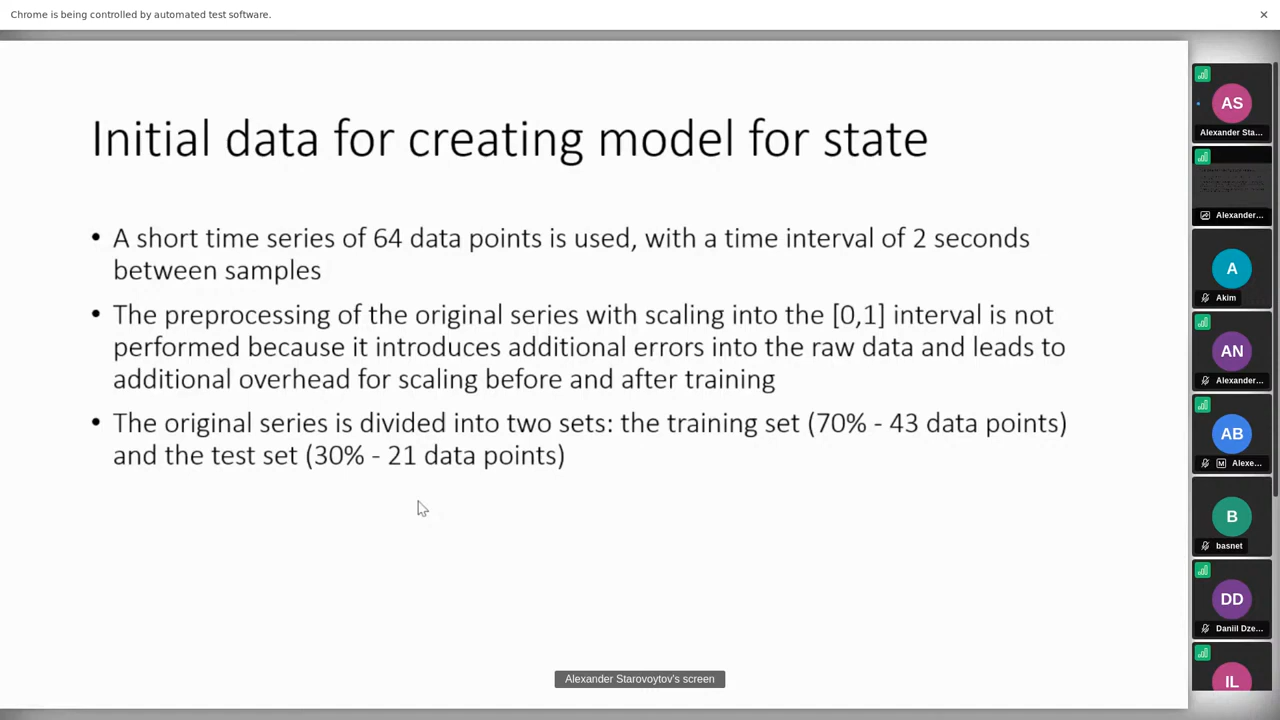 Chrome is being controlled by automated test software.
Initial data for creating model for state
• A short time series of 64 data points is used, with a time interval of 2 seconds
between samples
• The preprocessing of the original series with scaling into the [0,1] interval is not
performed because it introduces additional errors into the raw data and leads to
additional overhead for scaling before and after training
• The original series is divided into two sets: the training set (70% - 43 data points)
and the test set (30% - 21 data points)
Alexander Starovoytov's screen
AS
Alexander Sta...
Alexander...
A
Akim
AN
Alexander...
AB
M Alexe...
B
basnet
DD
Daniil Dze...
IL